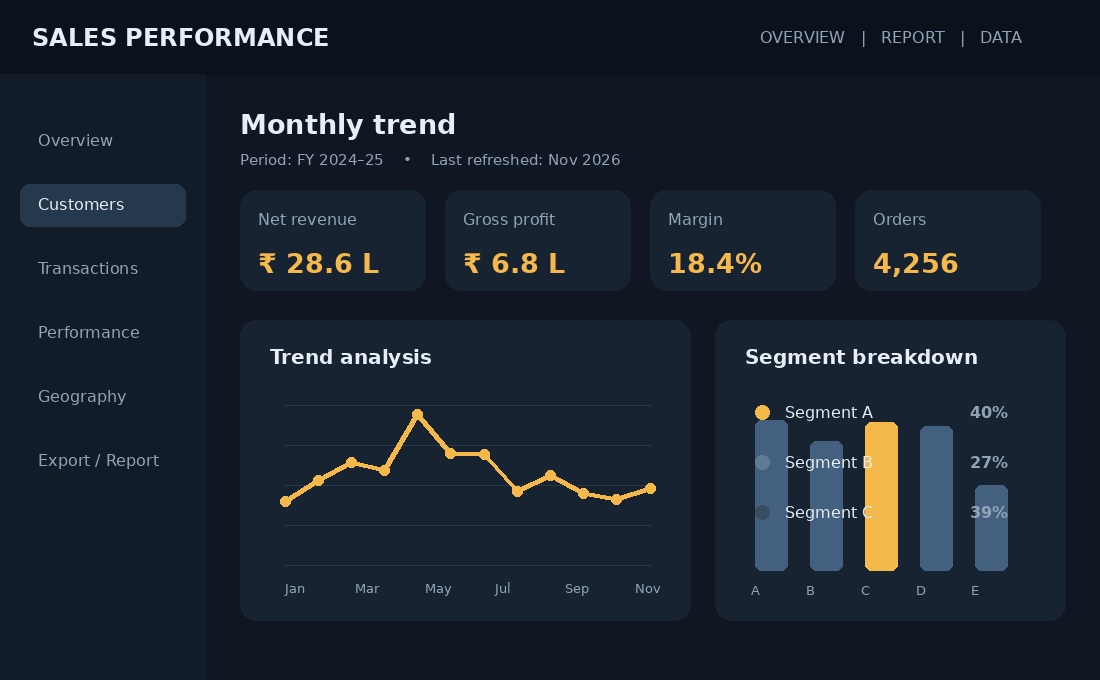 SALES PERFORMANCE
OVERVIEW | REPORT | DATA
Overview
Customers
Transactions
Performance
Geography
Export / Report
Monthly trend
Period: FY 2024–25 • Last refreshed: Nov 2026
Net revenue
₹ 28.6 L
Gross profit
₹ 6.8 L
Margin
18.4%
Orders
4,256
Trend analysis
Jan Mar May Jul Sep Nov
Segment breakdown
Segment A 40%
Segment B 27%
Segment C 39%
A B C D E